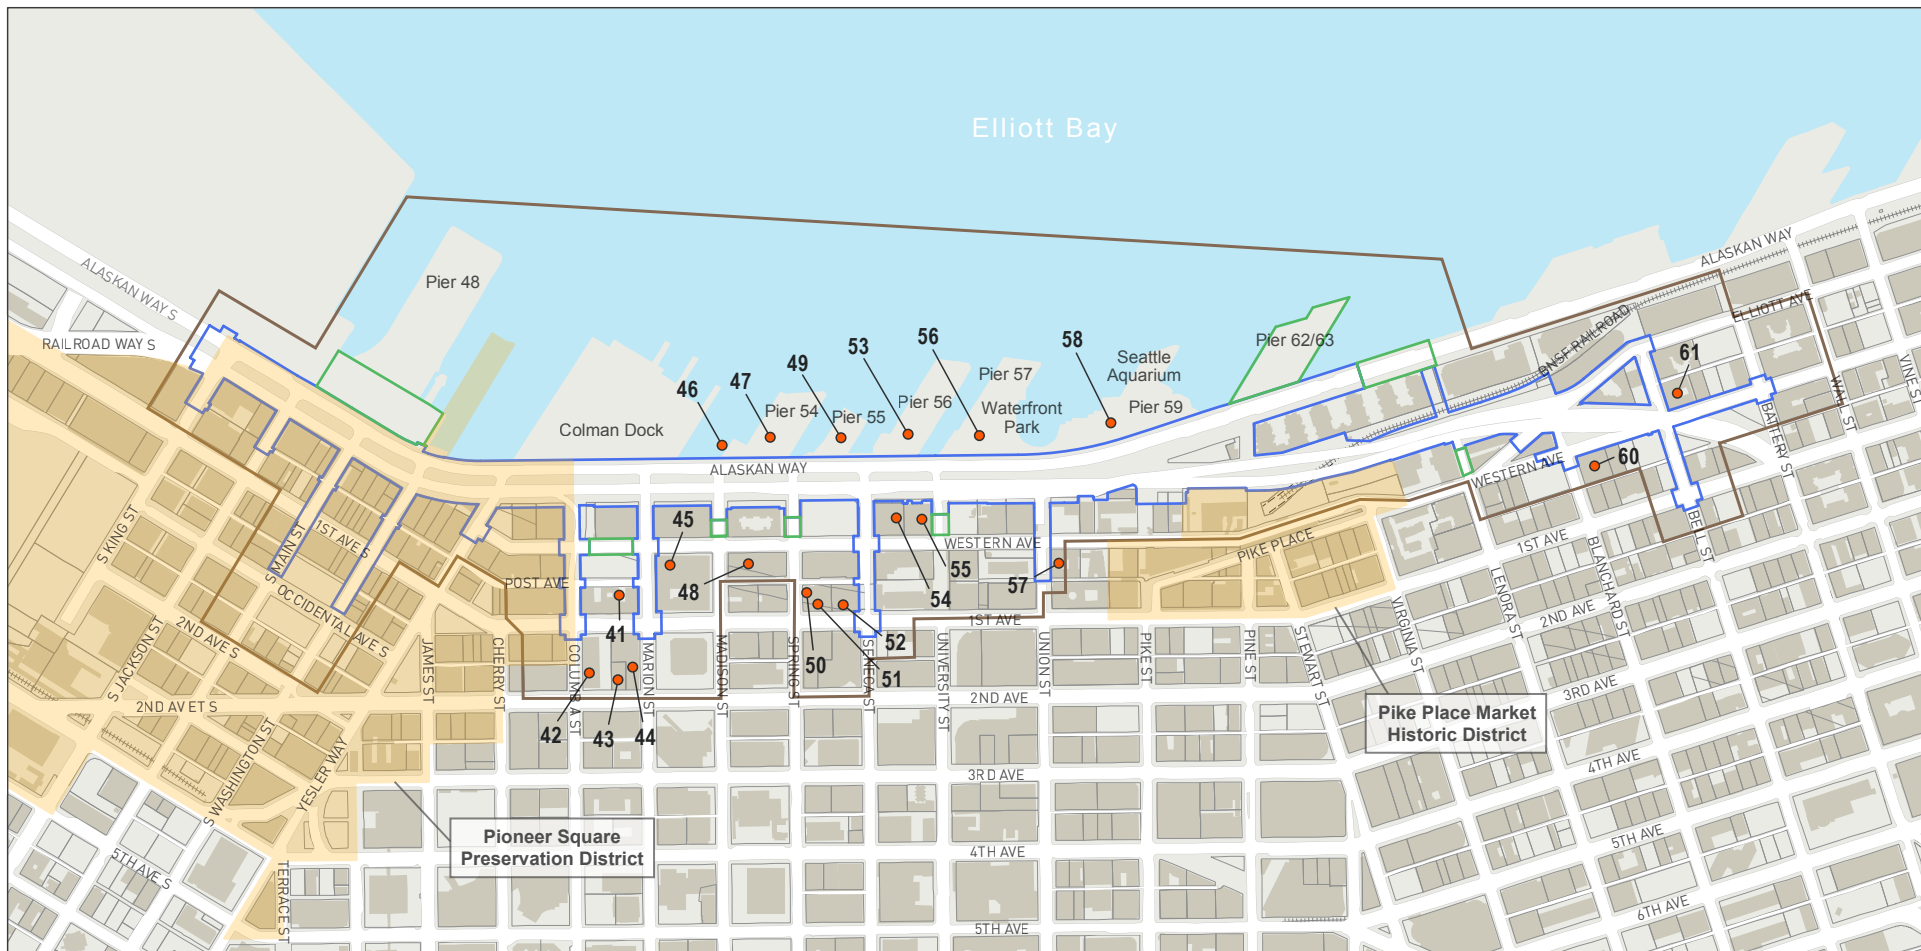 Elliott Bay
ALASKAN WAY S
RAILROAD WAY S
Pier 48
Colman Dock
46
47
Pier 54
49
Pier 55
53
Pier 56
56
Pier 57
Waterfront
Park
58
Seattle
Aquarium
Pier 59
Pier 62/63
ALASKAN WAY
ALASKAN WAY
ELLIOTT AVE
BNSF RAILROAD
61
60
WESTERN AVE
WALL ST
VINE ST
BATTERY ST
BELL ST
BLANCHARD ST
LENORA ST
VIRGINIA ST
STEWART ST
PINE ST
PIKE ST
UNION ST
UNIVERSITY ST
SENECA ST
SPRING ST
MADISON ST
MARION ST
COLUMBIA ST
CHERRY ST
JAMES ST
S KING ST
S MAIN ST
1ST AVE S
OCCIDENTAL AVE S
2ND AVE S
S JACKSON ST
2ND AVE ET S
S WASHINGTON ST
YESLER WAY
TERRACE ST
5TH AVE S
POST AVE
WESTERN AVE
PIKE PLACE
1ST AVE
1ST AVE
2ND AVE
2ND AVE
3RD AVE
3RD AVE
4TH AVE
4TH AVE
5TH AVE
5TH AVE
6TH AVE
45
48
41
42
43
44
50
51
52
54
55
57
Pike Place Market
Historic District
Pioneer Square
Preservation District